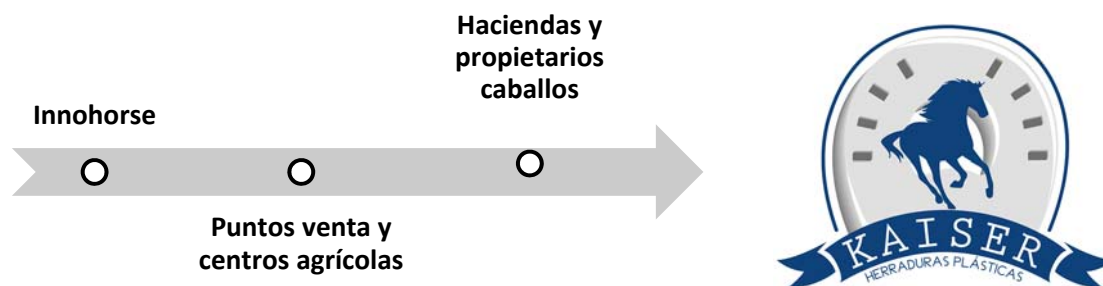 Haciendas y
propietarios
caballos
Innohorse
Puntos venta y
centros agrícolas
KAISER
HERRADURAS PLÁSTICAS